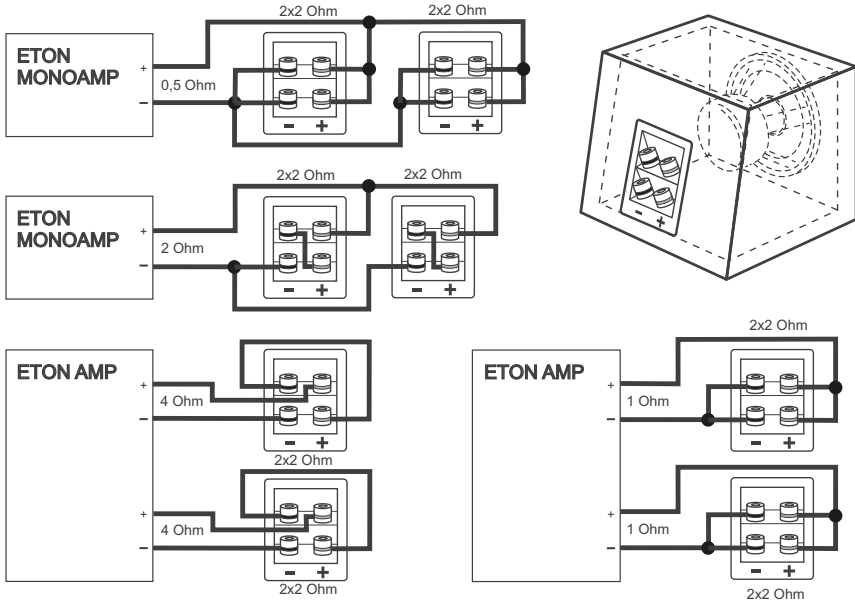 2x2 Ohm 2x2 Ohm
ETON
MONOAMP
+
0,5 Ohm
–
– +
– +
2x2 Ohm 2x2 Ohm
ETON
MONOAMP
+
2 Ohm
–
– +
– +
– +
ETON AMP
+
4 Ohm
–
– +
2x2 Ohm
+
4 Ohm
–
– +
2x2 Ohm
2x2 Ohm
ETON AMP
+
1 Ohm
–
– +
+
1 Ohm
–
– +
2x2 Ohm